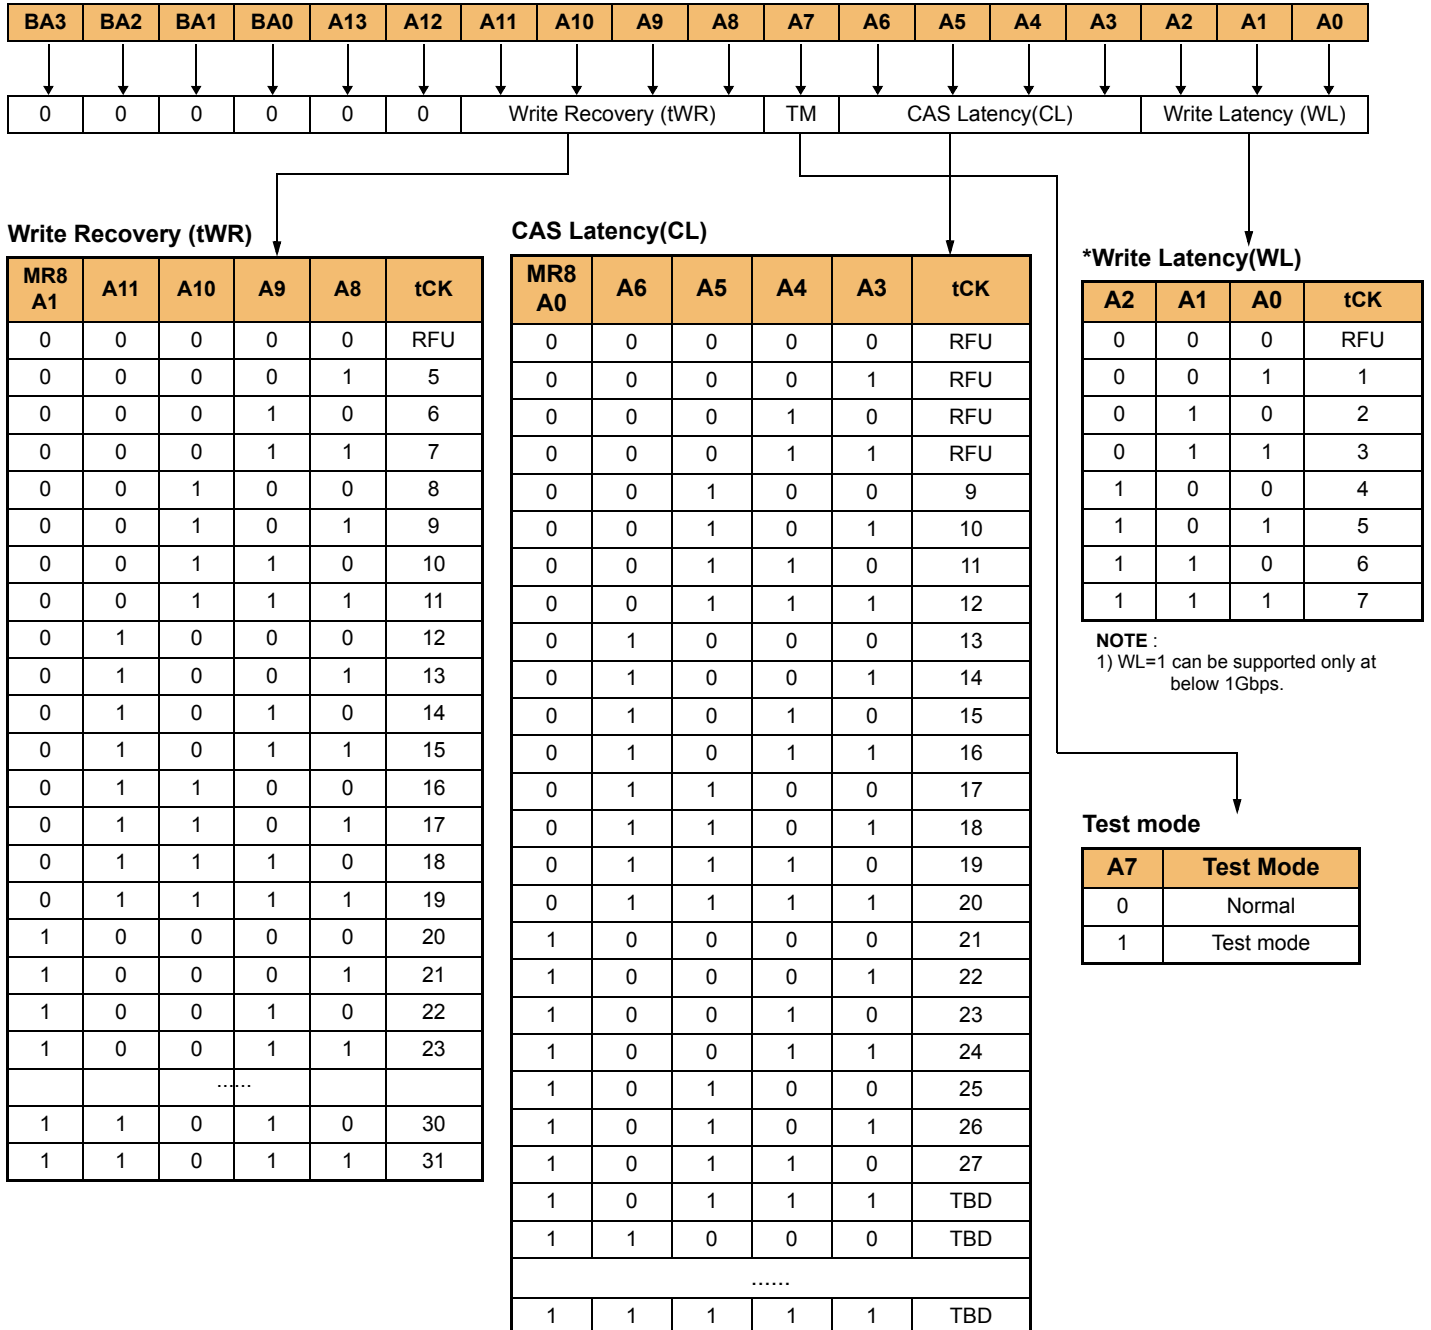 BA3 BA2 BA1 BA0 A13 A12 A11 A10 A9 A8 A7 A6 A5 A4 A3 A2 A1 A0
0 0 0 0 0 0 Write Recovery (tWR) TM CAS Latency(CL) Write Latency (WL)
Write Recovery (tWR)
MR8 A1 A11 A10 A9 A8 tCK
0 0 0 0 0 RFU
0 0 0 0 1 5
0 0 0 1 0 6
0 0 0 1 1 7
0 0 1 0 0 8
0 0 1 0 1 9
0 0 1 1 0 10
0 0 1 1 1 11
0 1 0 0 0 12
0 1 0 0 1 13
0 1 0 1 0 14
0 1 0 1 1 15
0 1 1 0 0 16
0 1 1 0 1 17
0 1 1 1 0 18
0 1 1 1 1 19
1 0 0 0 0 20
1 0 0 0 1 21
1 0 0 1 0 22
1 0 0 1 1 23
......
1 1 0 1 0 30
1 1 0 1 1 31
CAS Latency(CL)
MR8 A0 A6 A5 A4 A3 tCK
0 0 0 0 0 RFU
0 0 0 0 1 RFU
0 0 0 1 0 RFU
0 0 0 1 1 RFU
0 0 1 0 0 9
0 0 1 0 1 10
0 0 1 1 0 11
0 0 1 1 1 12
0 1 0 0 0 13
0 1 0 0 1 14
0 1 0 1 0 15
0 1 0 1 1 16
0 1 1 0 0 17
0 1 1 0 1 18
0 1 1 1 0 19
0 1 1 1 1 20
1 0 0 0 0 21
1 0 0 0 1 22
1 0 0 1 0 23
1 0 0 1 1 24
1 0 1 0 0 25
1 0 1 0 1 26
1 0 1 1 0 27
1 0 1 1 1 TBD
1 1 0 0 0 TBD
......
1 1 1 1 1 TBD
*Write Latency(WL)
A2 A1 A0 tCK
0 0 0 RFU
0 0 1 1
0 1 0 2
0 1 1 3
1 0 0 4
1 0 1 5
1 1 0 6
1 1 1 7
NOTE :
1) WL=1 can be supported only at
below 1Gbps.
Test mode
A7 Test Mode
0 Normal
1 Test mode